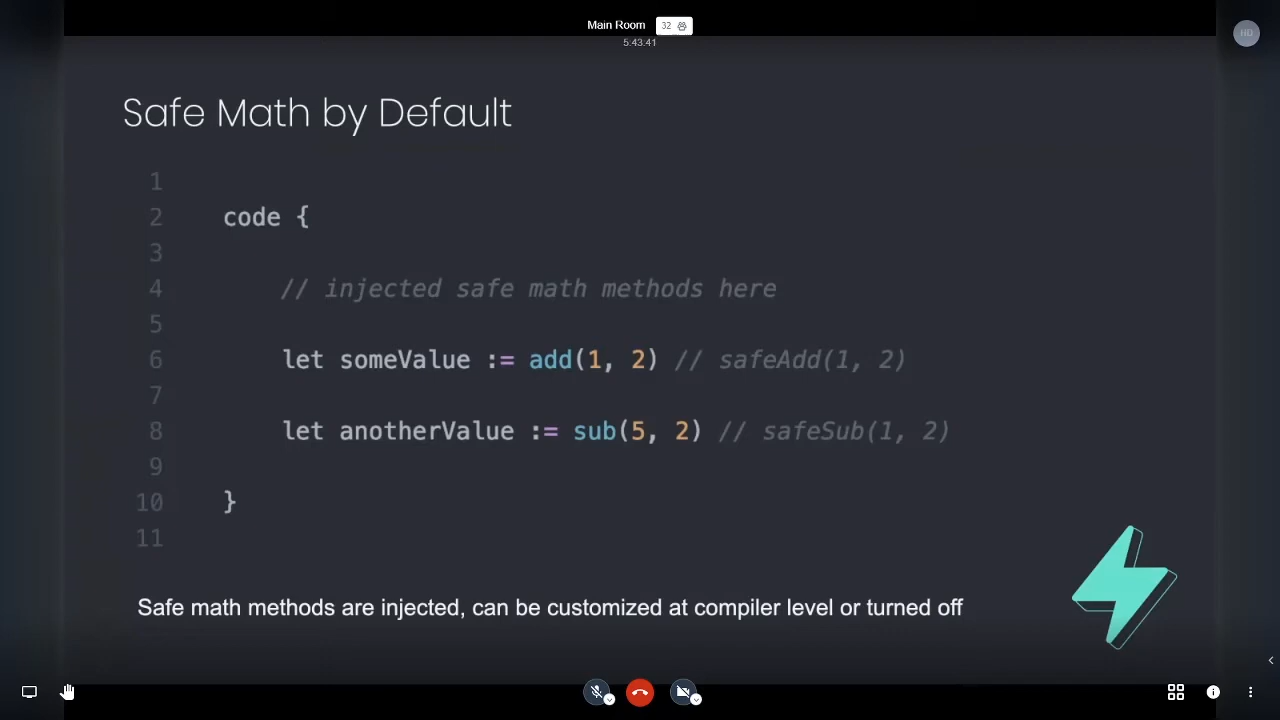 Main Room 32
5:43:41
HD
Safe Math by Default
1
2 code {
3
4 // injected safe math methods here
5
6 let someValue := add(1, 2) // safeAdd(1, 2)
7
8 let anotherValue := sub(5, 2) // safeSub(1, 2)
9
10 }
11
Safe math methods are injected, can be customized at compiler level or turned off